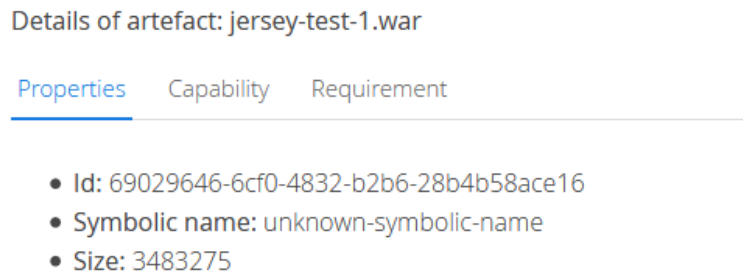 Details of artefact: jersey-test-1.war
Properties Capability Requirement
• Id: 69029646-6cf0-4832-b2b6-28b4b58ace16
• Symbolic name: unknown-symbolic-name
• Size: 3483275